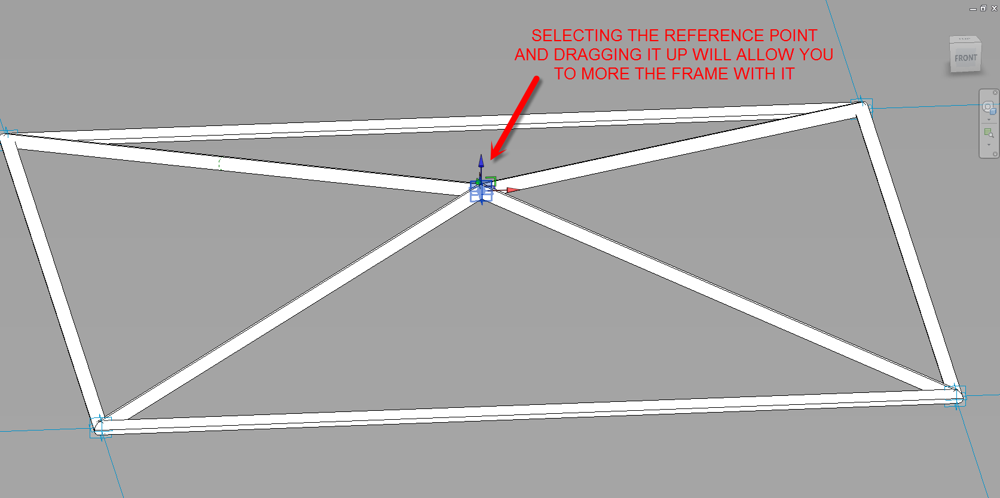 SELECTING THE REFERENCE POINT
AND DRAGGING IT UP WILL ALLOW YOU
TO MORE THE FRAME WITH IT
FRONT